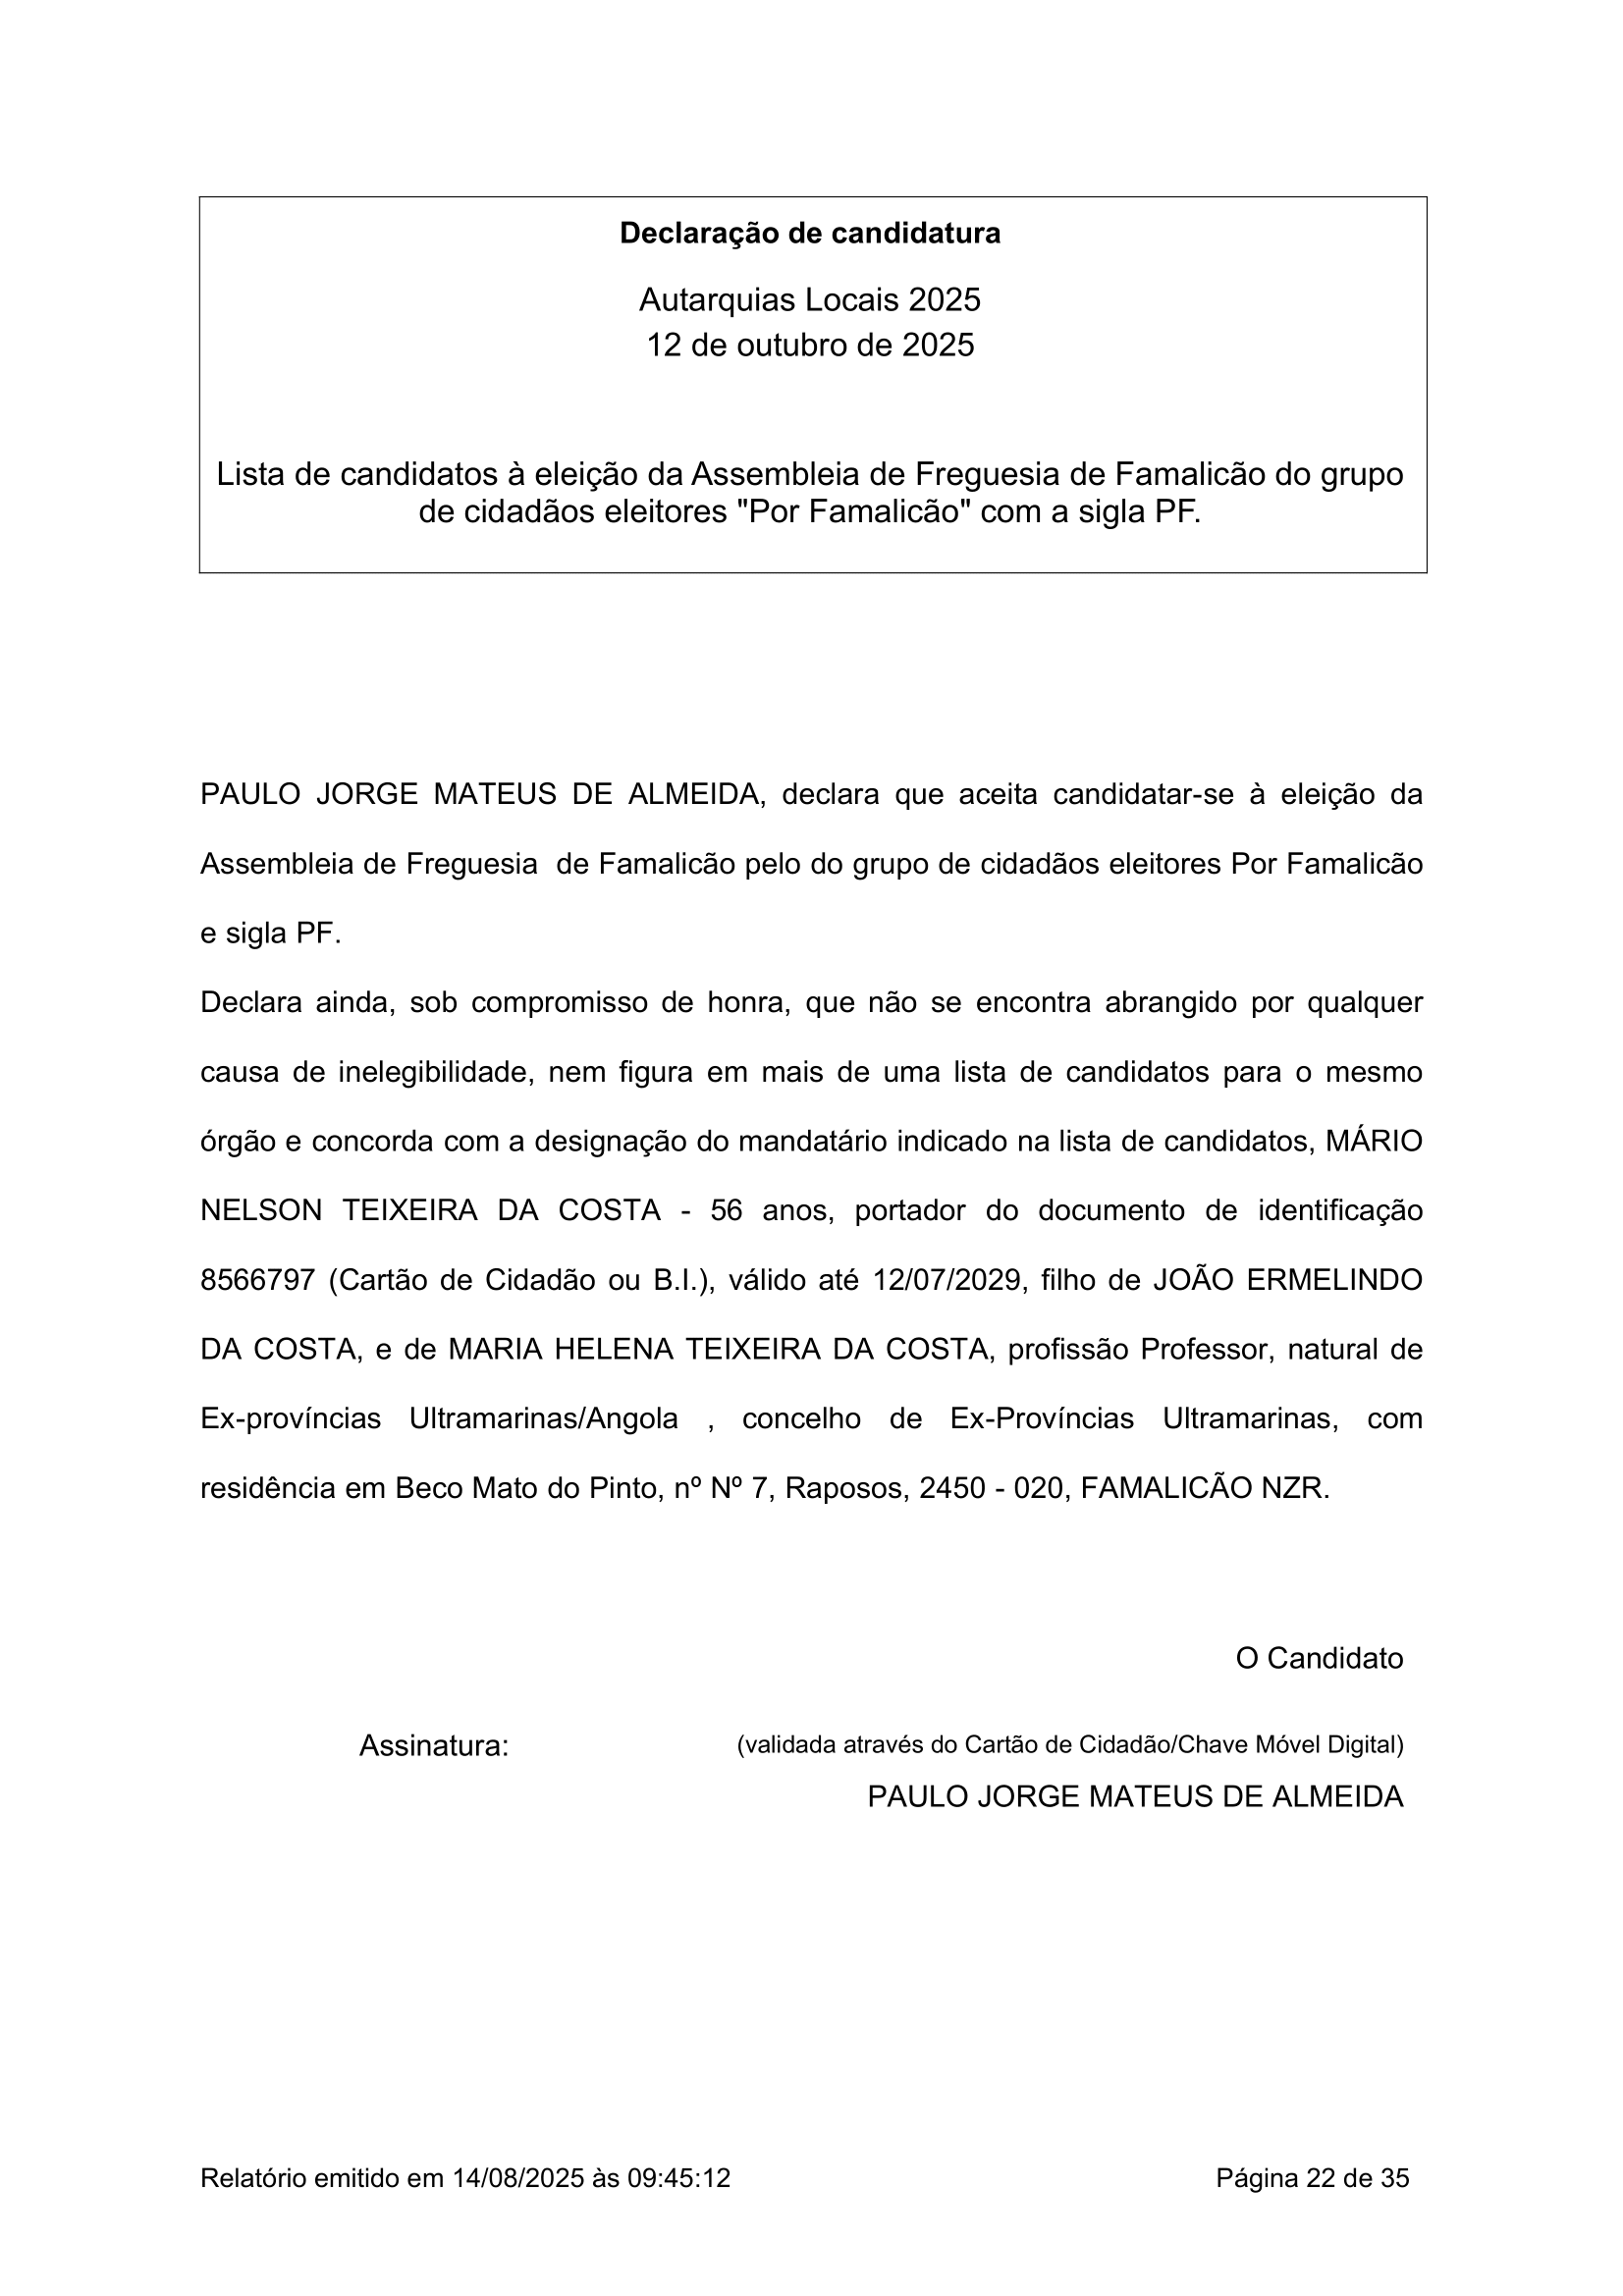 Declaração de candidatura
Autarquias Locais 2025
12 de outubro de 2025
Lista de candidatos à eleição da Assembleia de Freguesia de Famalicão do grupo
de cidadãos eleitores "Por Famalicão" com a sigla PF.
PAULO JORGE MATEUS DE ALMEIDA, declara que aceita candidatar-se à eleição da
Assembleia de Freguesia  de Famalicão pelo do grupo de cidadãos eleitores Por Famalicão
e sigla PF.
Declara ainda, sob compromisso de honra, que não se encontra abrangido por qualquer
causa de inelegibilidade, nem figura em mais de uma lista de candidatos para o mesmo
órgão e concorda com a designação do mandatário indicado na lista de candidatos, MÁRIO
NELSON TEIXEIRA DA COSTA - 56 anos, portador do documento de identificação
8566797 (Cartão de Cidadão ou B.I.), válido até 12/07/2029, filho de JOÃO ERMELINDO
DA COSTA, e de MARIA HELENA TEIXEIRA DA COSTA, profissão Professor, natural de
Ex-províncias Ultramarinas/Angola , concelho de Ex-Províncias Ultramarinas, com
residência em Beco Mato do Pinto, nº Nº 7, Raposos, 2450 - 020, FAMALICÃO NZR.
O Candidato
Assinatura: (validada através do Cartão de Cidadão/Chave Móvel Digital)
PAULO JORGE MATEUS DE ALMEIDA
Relatório emitido em 14/08/2025 às 09:45:12 Página 22 de 35